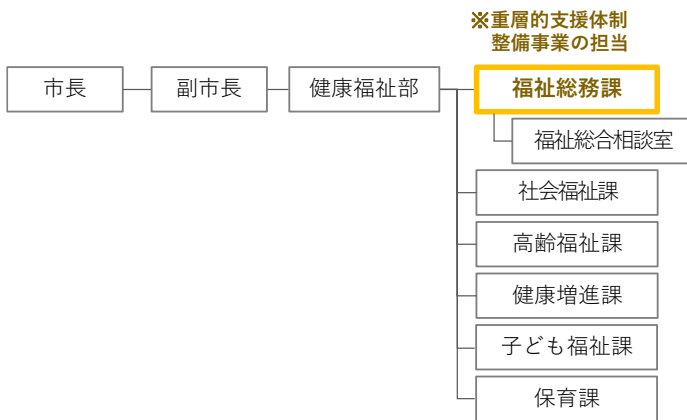 ※重層的支援体制
整備事業の担当
市長
副市長
健康福祉部
福祉総務課
福祉総合相談室
社会福祉課
高齢福祉課
健康増進課
子ども福祉課
保育課